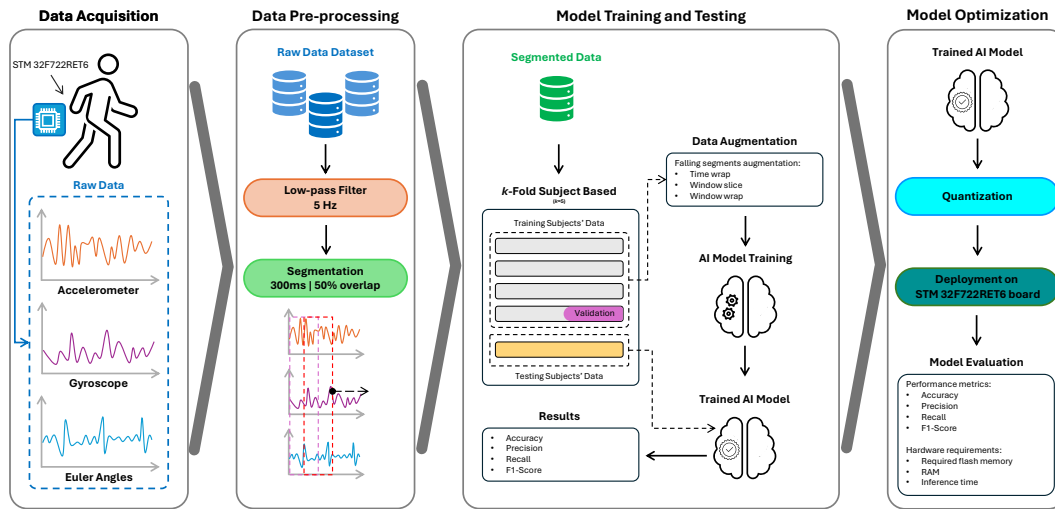 Data Acquisition
STM 32F722RET6
Raw Data
Accelerometer
Gyroscope
Euler Angles
Data Pre-processing
Raw Data Dataset
Low-pass Filter
5 Hz
Segmentation
300ms | 50% overlap
Model Training and Testing
Segmented Data
k-Fold Subject Based
(k=5)
Training Subjects' Data
Validation
Testing Subjects' Data
Data Augmentation
Falling segments augmentation:
• Time wrap
• Window slice
• Window wrap
AI Model Training
Trained AI Model
Results
• Accuracy
• Precision
• Recall
• F1-Score
Model Optimization
Trained AI Model
Quantization
Deployment on
STM 32F722RET6 board
Model Evaluation
Performance metrics:
• Accuracy
• Precision
• Recall
• F1-Score
Hardware requirements:
• Required flash memory
• RAM
• Inference time